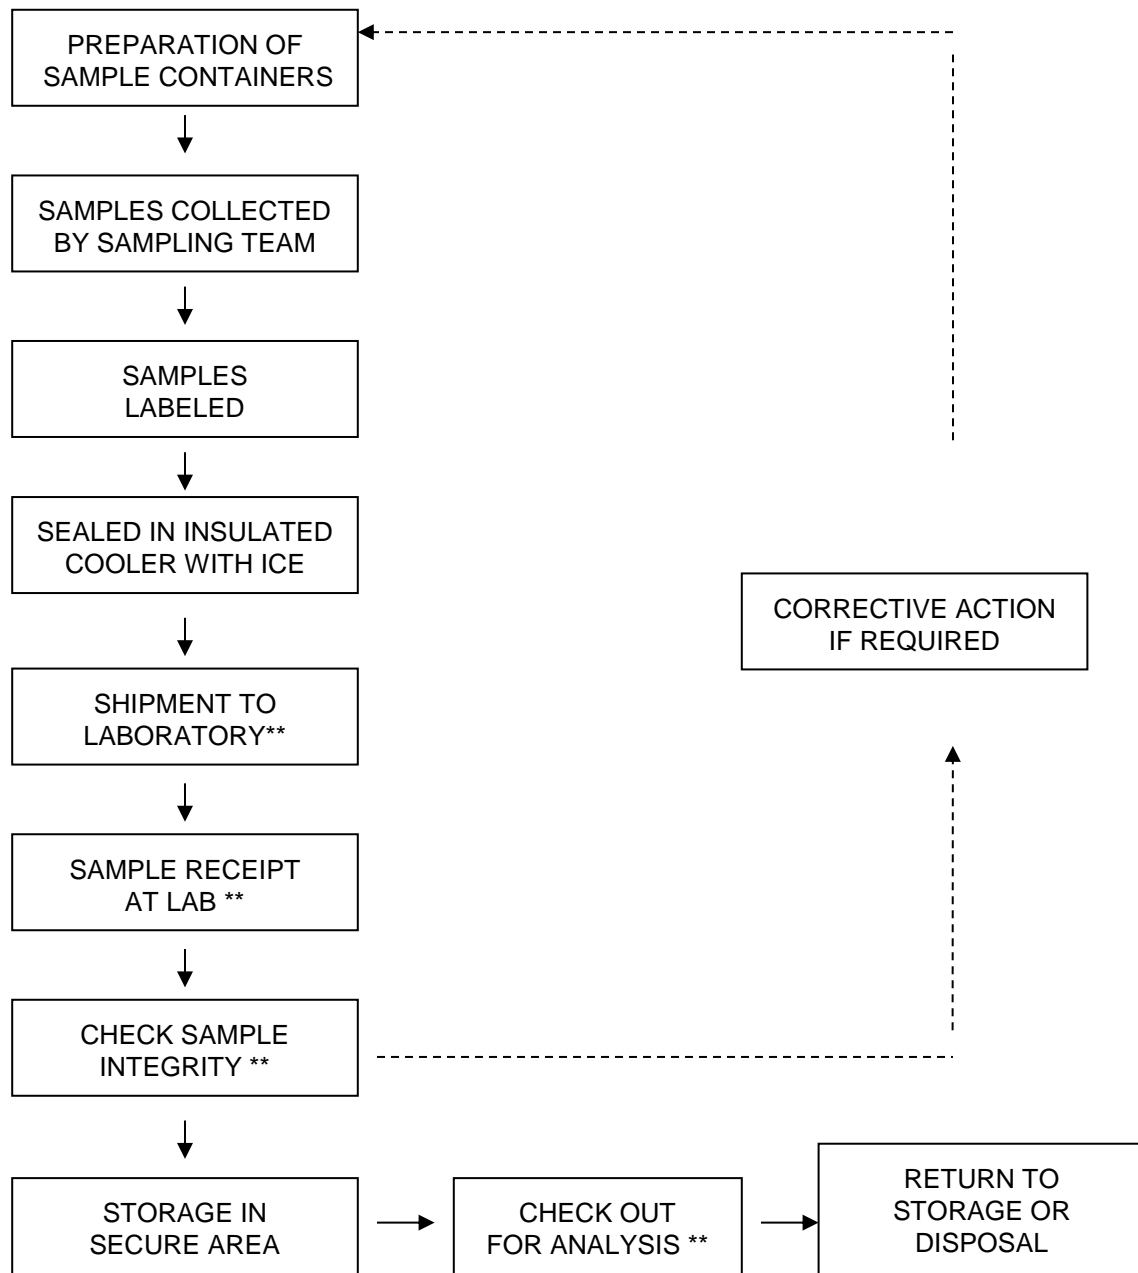 PREPARATION OF
SAMPLE CONTAINERS
SAMPLES COLLECTED
BY SAMPLING TEAM
SAMPLES
LABELED
SEALED IN INSULATED
COOLER WITH ICE
CORRECTIVE ACTION
IF REQUIRED
SHIPMENT TO
LABORATORY**
SAMPLE RECEIPT
AT LAB **
CHECK SAMPLE
INTEGRITY **
STORAGE IN
SECURE AREA
CHECK OUT
FOR ANALYSIS **
RETURN TO
STORAGE OR
DISPOSAL